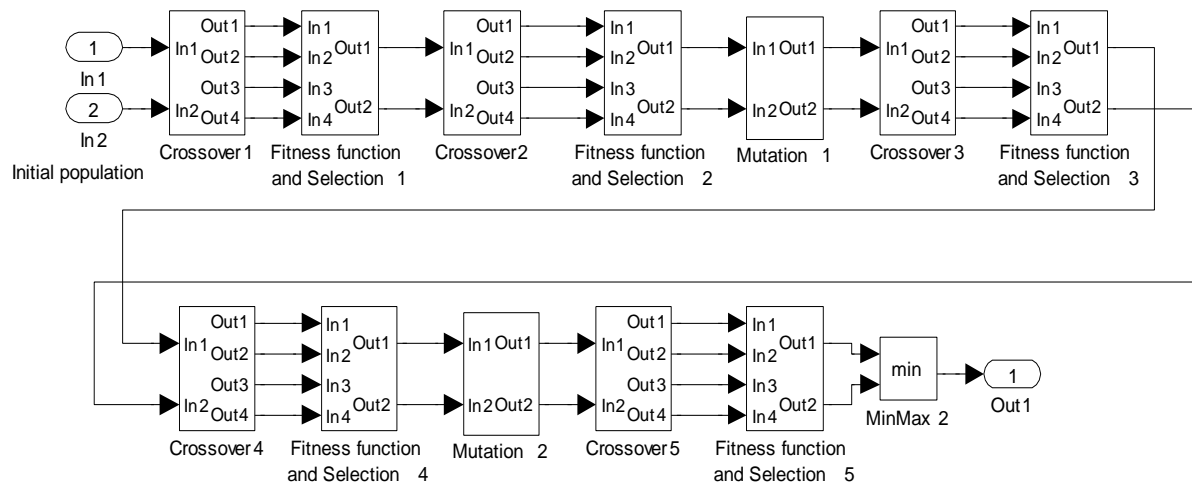 1
In1
2
In2
Initial population
In1
In2
Out1
Out2
Out3
Out4
Crossover1
In1
In2
In3
In4
Out1
Out2
Fitness function
and Selection 1
In1
In2
Out1
Out2
Out3
Out4
Crossover2
In1
In2
In3
In4
Out1
Out2
Fitness function
and Selection 2
In1
In2
Out1
Out2
Mutation 1
In1
In2
Out1
Out2
Out3
Out4
Crossover3
In1
In2
In3
In4
Out1
Out2
Fitness function
and Selection 3
In1
In2
Out1
Out2
Out3
Out4
Crossover4
In1
In2
In3
In4
Out1
Out2
Fitness function
and Selection 4
In1
In2
Out1
Out2
Mutation 2
In1
In2
Out1
Out2
Out3
Out4
Crossover5
In1
In2
In3
In4
Out1
Out2
Fitness function
and Selection 5
min
MinMax 2
1
Out1